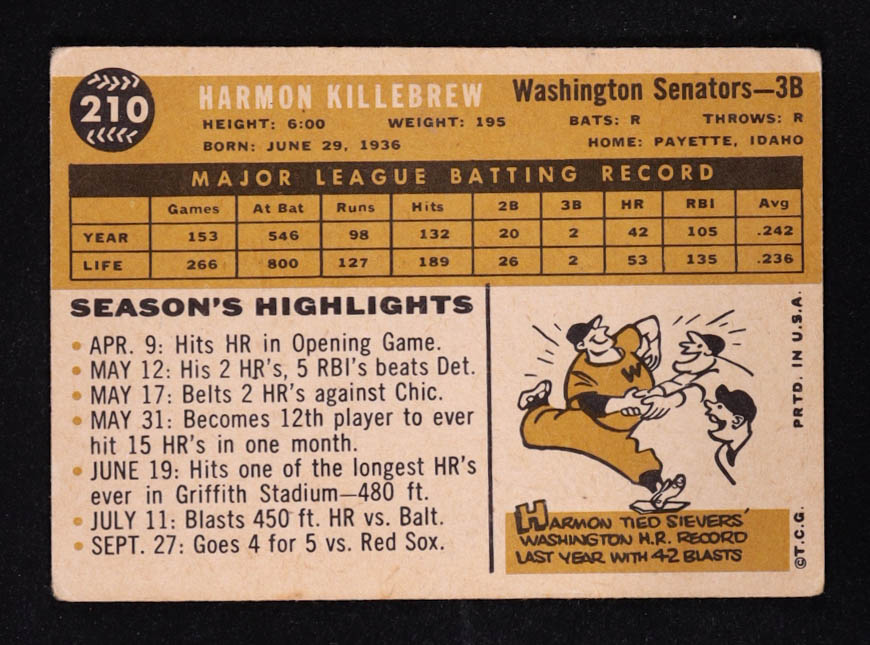 210
HARMON KILLEBREW Washington Senators—3B
HEIGHT: 6:00 WEIGHT: 195 BATS: R THROWS: R
BORN: JUNE 29, 1936 HOME: PAYETTE, IDAHO
MAJOR LEAGUE BATTING RECORD
Games At Bat Runs Hits 2B 3B HR RBI Avg
YEAR 153 546 98 132 20 2 42 105 .242
LIFE 266 800 127 189 26 2 53 135 .236
SEASON'S HIGHLIGHTS
• APR. 9: Hits HR in Opening Game.
• MAY 12: His 2 HR's, 5 RBI's beats Det.
• MAY 17: Belts 2 HR's against Chic.
• MAY 31: Becomes 12th player to ever
hit 15 HR's in one month.
• JUNE 19: Hits one of the longest HR's
ever in Griffith Stadium—480 ft.
• JULY 11: Blasts 450 ft. HR vs. Balt.
• SEPT. 27: Goes 4 for 5 vs. Red Sox.
W
HARMON TIED SIEVERS'
WASHINGTON H.R. RECORD
LAST YEAR WITH 42 BLASTS
©T.C.G. PRTD. IN U.S.A.